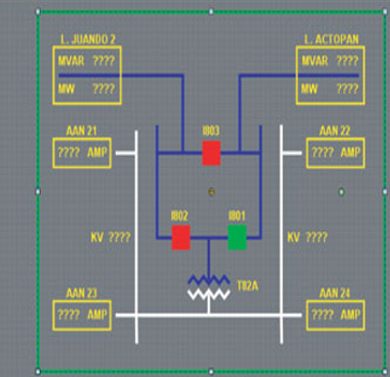 L. JUANDO 2
L. ACTOPAN
MVAR ????
MW ????
MVAR ????
MW ????
I803
AAN 21
???? AMP
AAN 22
???? AMP
I802
I801
KV ????
KV ????
T82A
AAN 23
???? AMP
AAN 24
???? AMP